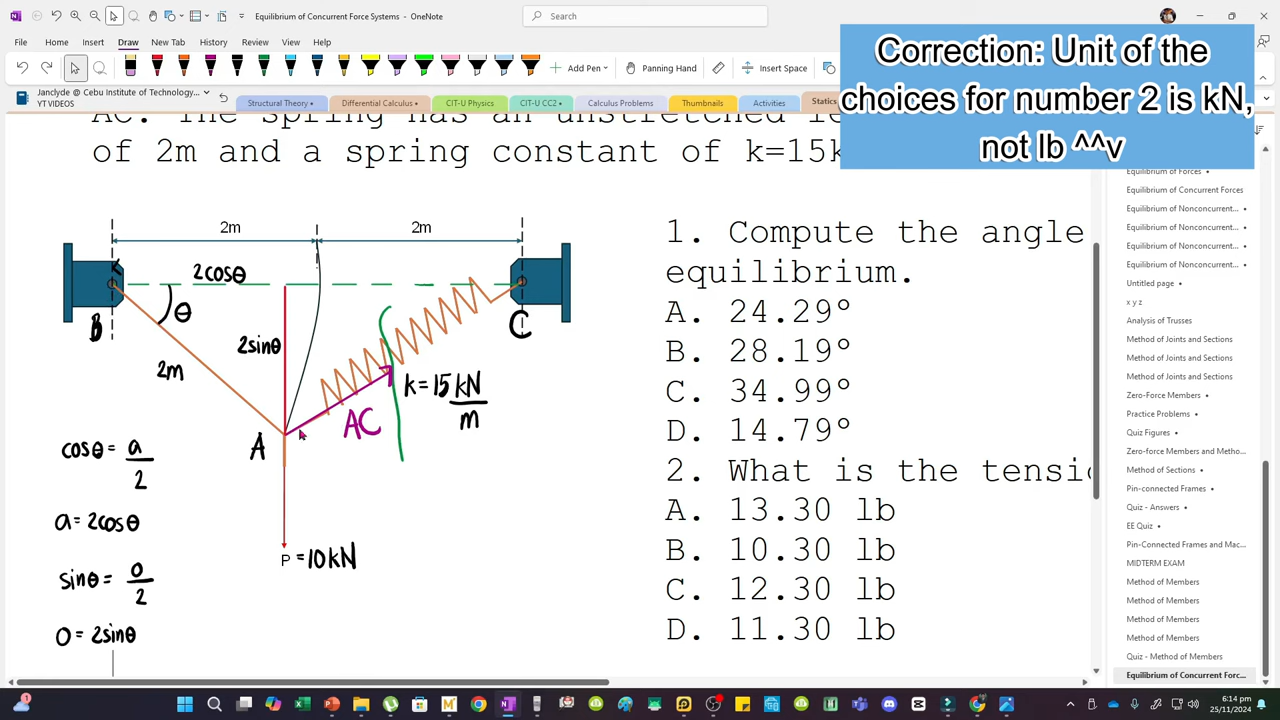 Equilibrium of Concurrent Force Systems - OneNote
Search
File Home Insert Draw New Tab History Review View Help
Add Pen Panning Hand Insert Space
Janclyde @ Cebu Institute of Technology...
YT VIDEOS
Structural Theory Differential Calculus CIT-U Physics CIT-U CC2 Calculus Problems Thumbnails Activities Statics
Correction: Unit of the
choices for number 2 is kN,
not lb ^^v
AC. The spring has an unstretched
of 2m and a spring constant of k=15k
2m 2m
2cosθ
θ
B
2m
2sinθ
C
k = 15 kN
m
AC
A
P = 10kN
cosθ = a
2
a = 2cosθ
sinθ = o
2
o = 2sinθ
1. Compute the angle
equilibrium.
A. 24.29°
B. 28.19°
C. 34.99°
D. 14.79°
2. What is the tensio
A. 13.30 lb
B. 10.30 lb
C. 12.30 lb
D. 11.30 lb
Equilibrium of Forces
Equilibrium of Concurrent Forces
Equilibrium of Nonconcurrent...
Equilibrium of Nonconcurrent...
Equilibrium of Nonconcurrent...
Equilibrium of Concurrent Forc...
Untitled page
x y z
Analysis of Trusses
Method of Joints and Sections
Method of Joints and Sections
Method of Joints and Sections
Zero-Force Members
Practice Problems
Quiz Figures
Zero-force Members and Metho...
Method of Sections
Pin-connected Frames
Quiz - Answers
EE Quiz
Pin-Connected Frames and Mac...
MIDTERM EXAM
Method of Members
Method of Members
Method of Members
Method of Members
Quiz - Method of Members
Equilibrium of Concurrent Forc...
6:14 pm
25/11/2024